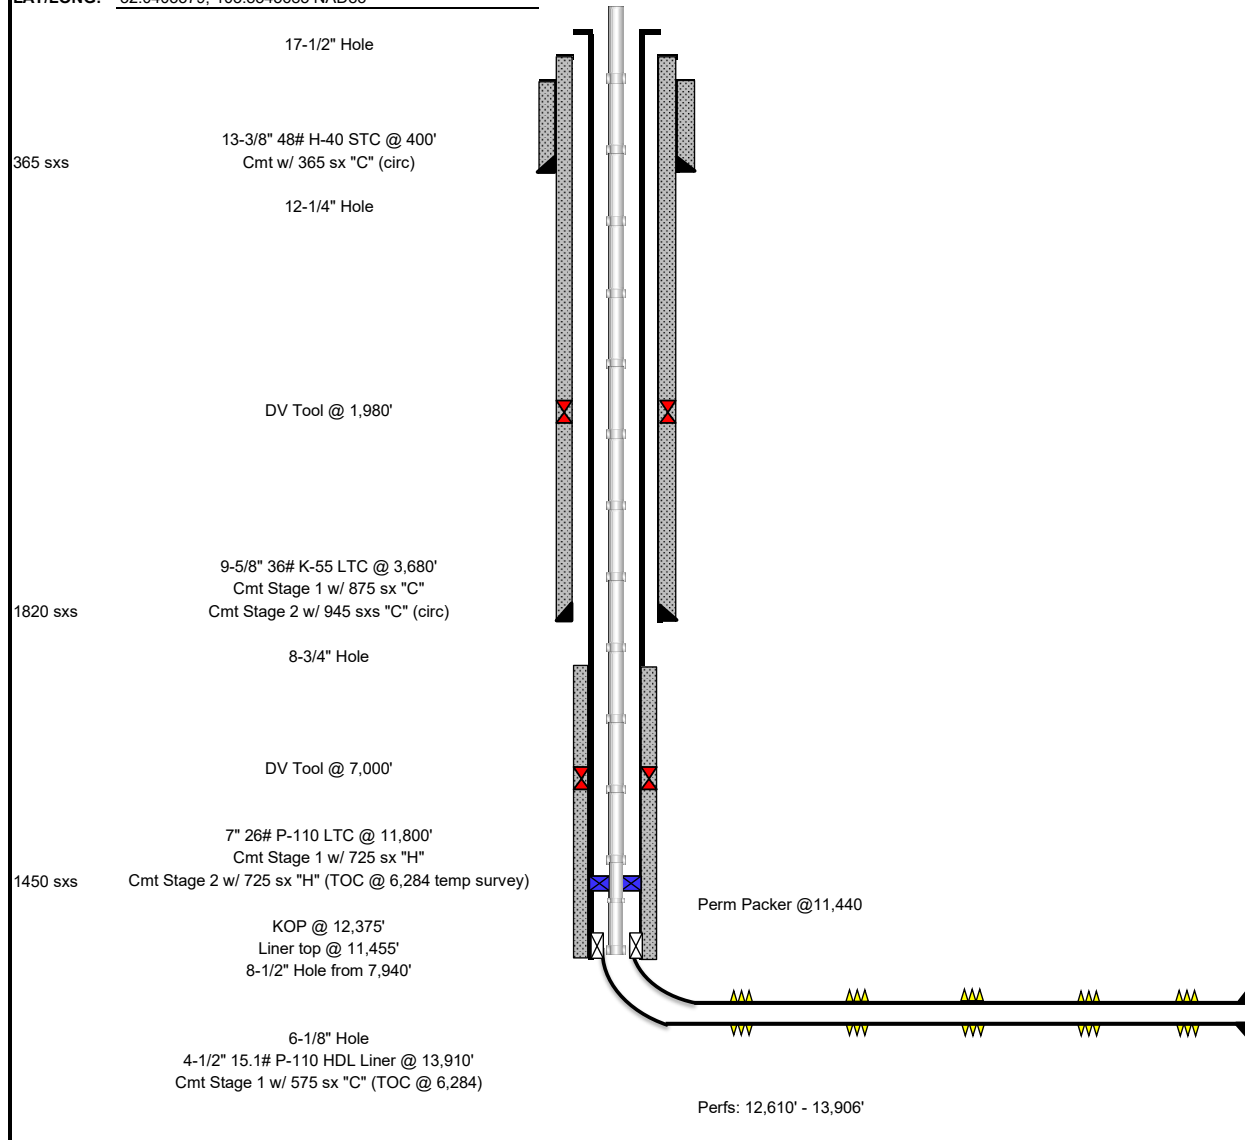 LAT/LONG:
17-1/2" Hole
13-3/8" 48# H-40 STC @ 400'
365 sxs Cmt w/ 365 sx "C" (circ)
12-1/4" Hole
DV Tool @ 1,980'
9-5/8" 36# K-55 LTC @ 3,680'
Cmt Stage 1 w/ 875 sx "C"
1820 sxs Cmt Stage 2 w/ 945 sxs "C" (circ)
8-3/4" Hole
DV Tool @ 7,000'
7" 26# P-110 LTC @ 11,800'
Cmt Stage 1 w/ 725 sx "H"
1450 sxs Cmt Stage 2 w/ 725 sx "H" (TOC @ 6,284 temp survey)
Perm Packer @11,440
KOP @ 12,375'
Liner top @ 11,455'
8-1/2" Hole from 7,940'
6-1/8" Hole
4-1/2" 15.1# P-110 HDL Liner @ 13,910'
Cmt Stage 1 w/ 575 sx "C" (TOC @ 6,284)
Perfs: 12,610' - 13,906'